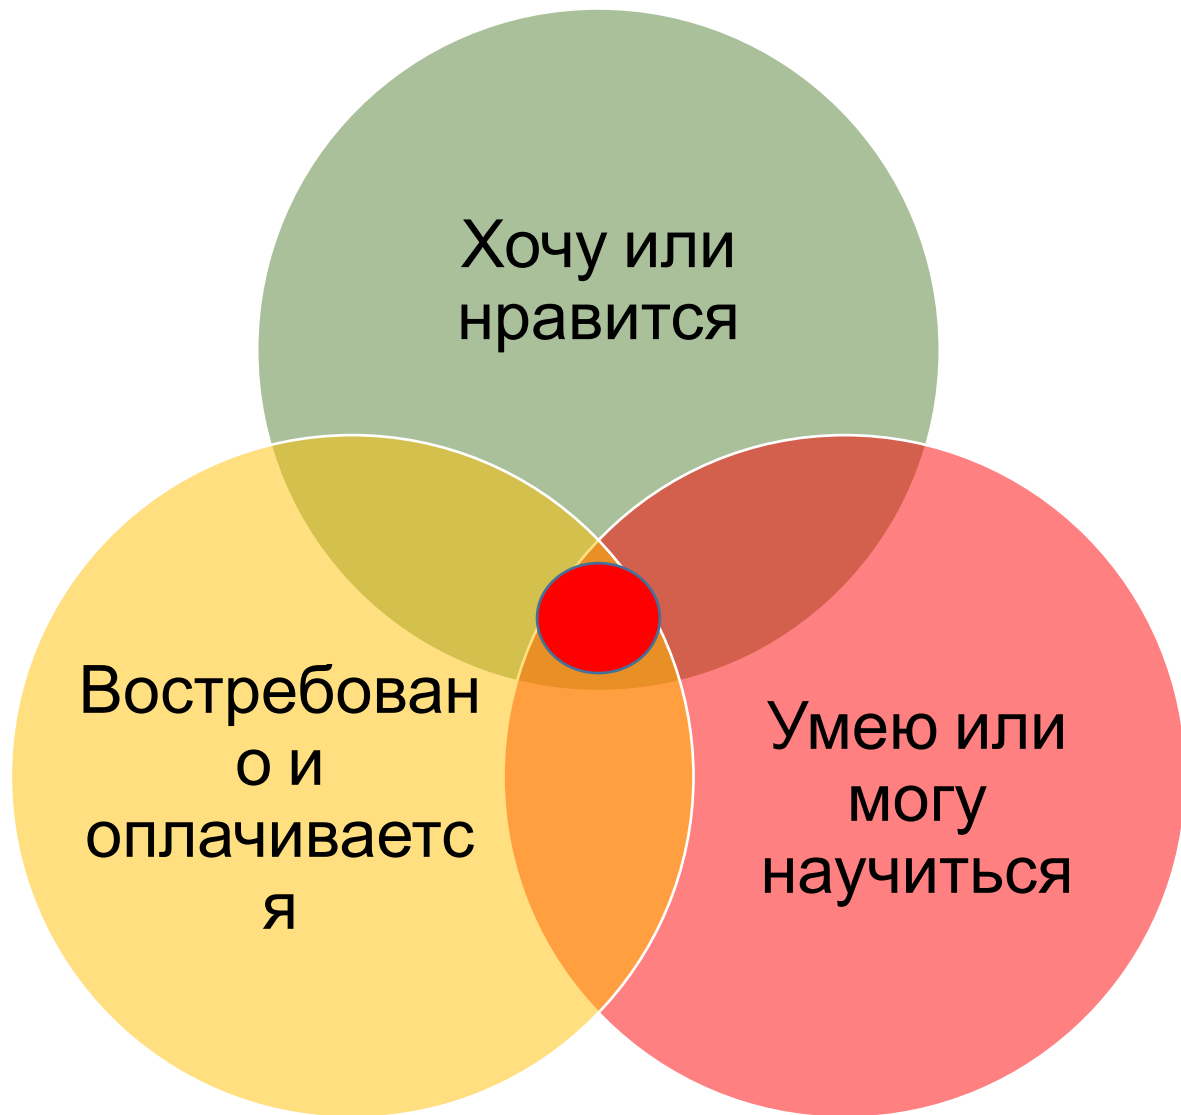 Хочу или
нравится
Востребован
о и
оплачиваетс
я
Умею или
могу
научиться